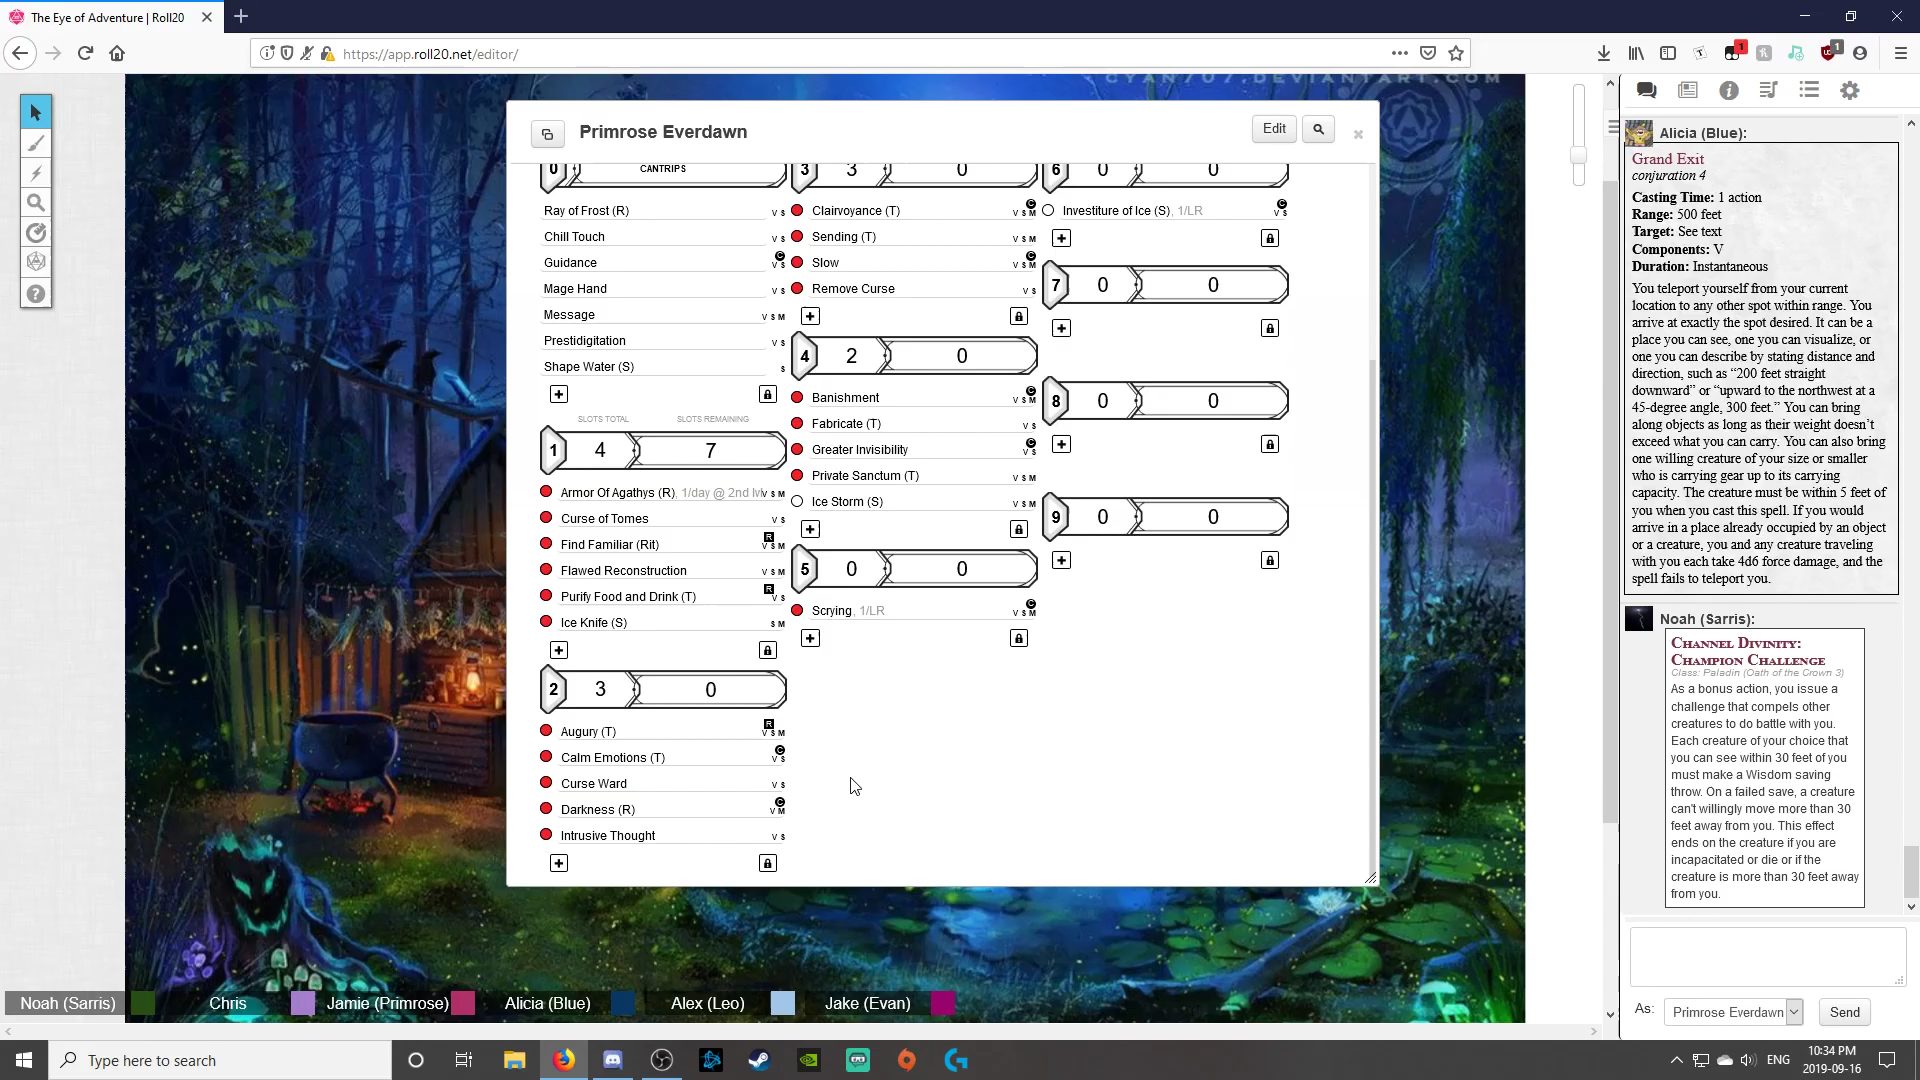 The Eye of Adventure | Roll20
https://app.roll20.net/editor/
1
1
CYAN707.DEVIANTART.COM
Primrose Everdawn
Edit
0
CANTRIPS
Ray of Frost (R)
V S
Chill Touch
V S
Guidance
C
V S
Mage Hand
V S
Message
V S M
Prestidigitation
V S
Shape Water (S)
S
SLOTS TOTAL
SLOTS REMAINING
1
4
7
Armor Of Agathys (R), 1/day @ 2nd lvl
V S M
Curse of Tomes
V S
Find Familiar (Rit)
R
V S M
Flawed Reconstruction
V S M
Purify Food and Drink (T)
R
V S
Ice Knife (S)
S M
2
3
0
Augury (T)
R
V S M
Calm Emotions (T)
C
V S
Curse Ward
V S
Darkness (R)
C
V M
Intrusive Thought
V S
3
3
0
Clairvoyance (T)
C
V S M
Sending (T)
V S M
Slow
C
V S M
Remove Curse
V S
4
2
0
Banishment
C
V S M
Fabricate (T)
V S
Greater Invisibility
C
V S
Private Sanctum (T)
V S M
Ice Storm (S)
V S M
5
0
0
Scrying, 1/LR
C
V S M
6
0
0
Investiture of Ice (S), 1/LR
C
V S
7
0
0
8
0
0
9
0
0
Alicia (Blue):
Grand Exit
conjuration 4
Casting Time: 1 action
Range: 500 feet
Target: See text
Components: V
Duration: Instantaneous
You teleport yourself from your current
location to any other spot within range. You
arrive at exactly the spot desired. It can be a
place you can see, one you can visualize, or
one you can describe by stating distance and
direction, such as “200 feet straight
downward” or “upward to the northwest at a
45-degree angle, 300 feet.” You can bring
along objects as long as their weight doesn’t
exceed what you can carry. You can also bring
one willing creature of your size or smaller
who is carrying gear up to its carrying
capacity. The creature must be within 5 feet of
you when you cast this spell. If you would
arrive in a place already occupied by an object
or a creature, you and any creature traveling
with you each take 4d6 force damage, and the
spell fails to teleport you.
Noah (Sarris):
Channel Divinity:
Champion Challenge
Class: Paladin (Oath of the Crown 3)
As a bonus action, you issue a
challenge that compels other
creatures to do battle with you.
Each creature of your choice that
you can see within 30 feet of you
must make a Wisdom saving
throw. On a failed save, a creature
can't willingly move more than 30
feet away from you. This effect
ends on the creature if you are
incapacitated or die or if the
creature is more than 30 feet away
from you.
As:
Primrose Everdawn
Send
Noah (Sarris)
Chris
Jamie (Primrose)
Alicia (Blue)
Alex (Leo)
Jake (Evan)
Type here to search
ENG
10:34 PM
2019-09-16